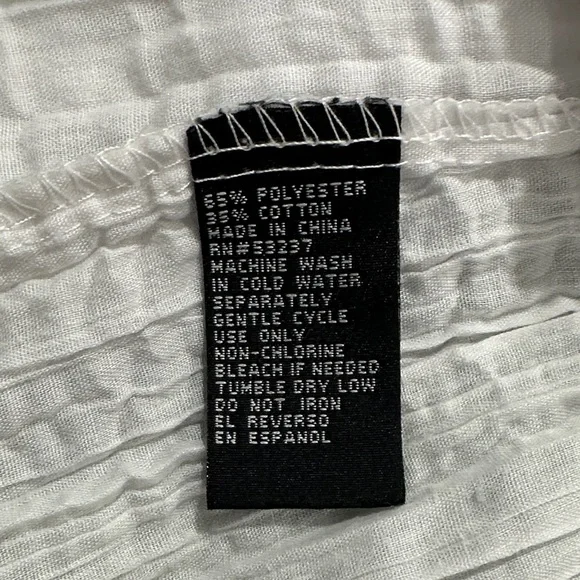 65% POLYESTER
35% COTTON
MADE IN CHINA
RN#53237
MACHINE WASH
IN COLD WATER
SEPARATELY
GENTLE CYCLE
USE ONLY
NON-CHLORINE
BLEACH IF NEEDED
TUMBLE DRY LOW
DO NOT IRON
EL REVERSO
EN ESPANOL